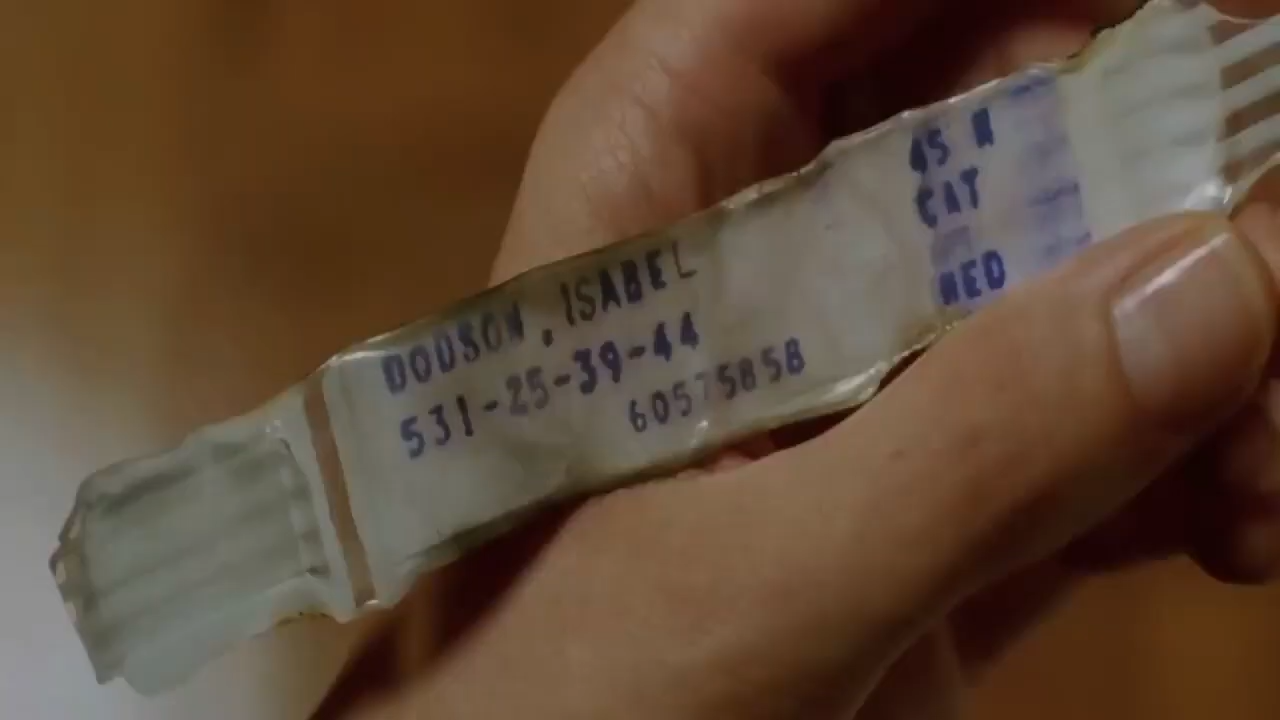 DODSON, ISABEL
531-25-39-44
60575858
45
CAT
MED